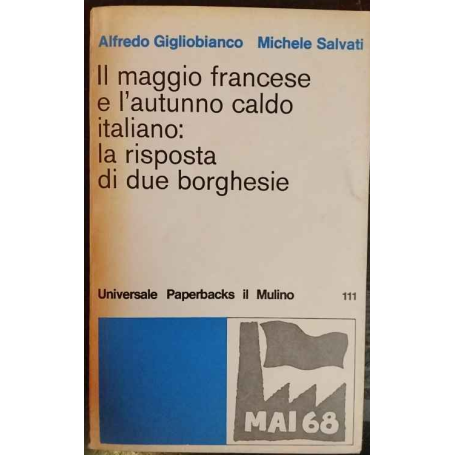 Alfredo Gigliobianco Michele Salvati
Il maggio francese
e l'autunno caldo
italiano:
la risposta
di due borghesie
Universale Paperbacks il Mulino 111
MAI 68